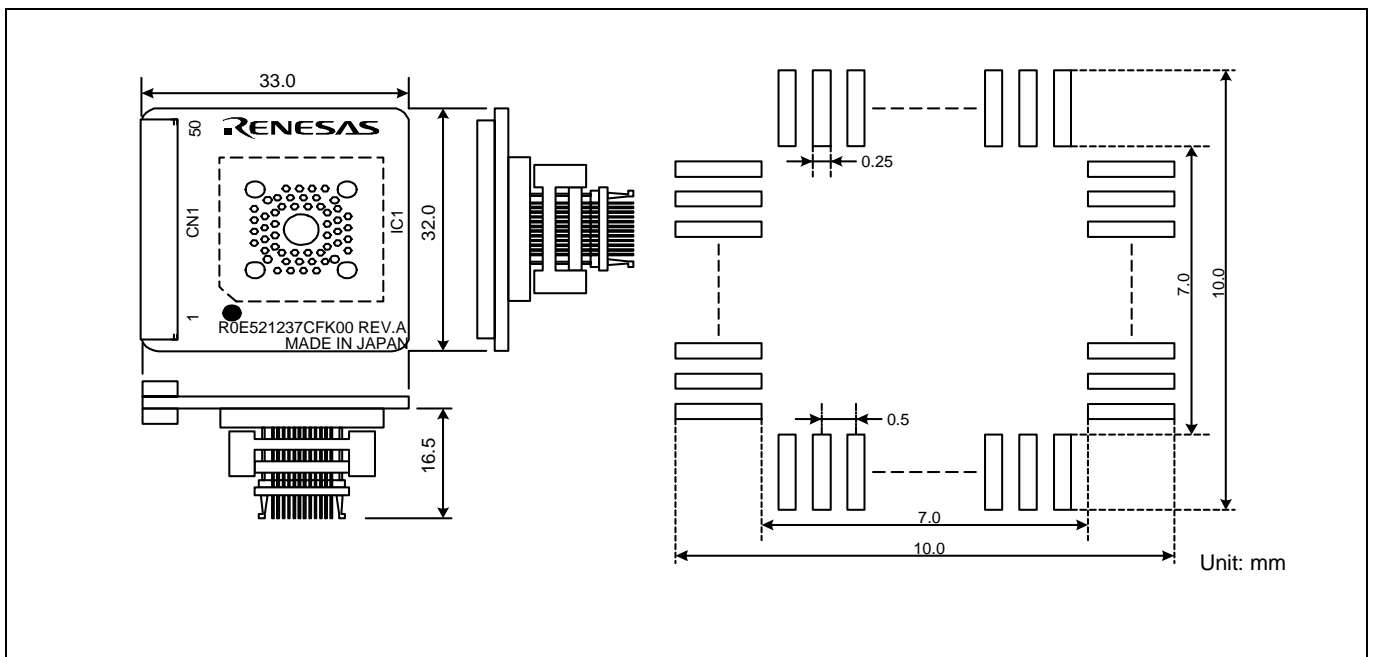 33.0
50
RENESAS
CN1
IC1
32.0
1
R0E521237CFK00 REV.A
MADE IN JAPAN
16.5
0.25
7.0
10.0
0.5
7.0
10.0
Unit: mm